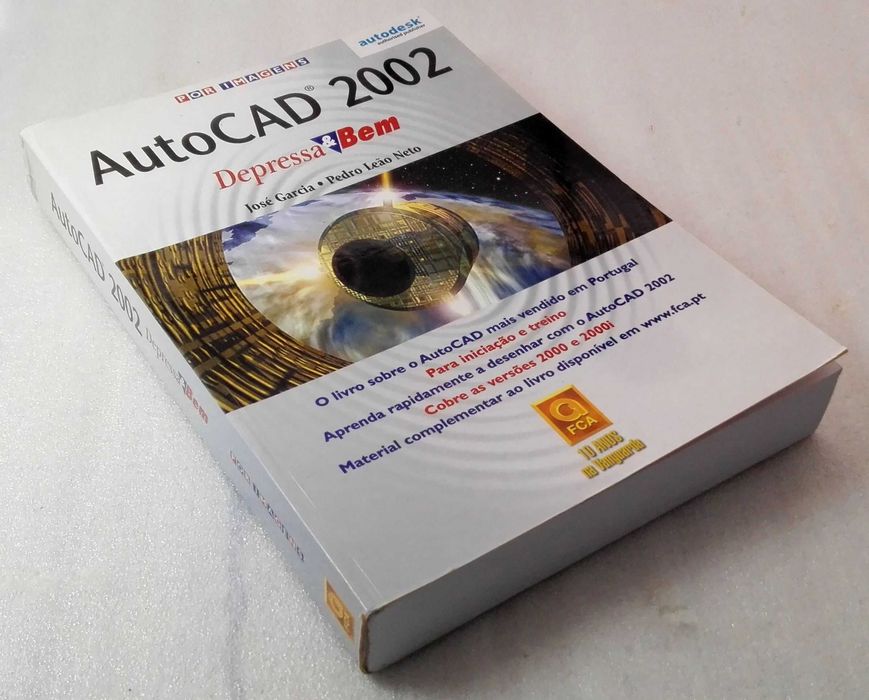 autodesk®
authorised publisher
POR IMAGENS
AutoCAD® 2002
Depressa & Bem
José Garcia • Pedro Leão Neto
O livro sobre o AutoCAD mais vendido em Portugal
Para iniciação e treino
Aprenda rapidamente a desenhar com o AutoCAD 2002
Cobre as versões 2000 e 2000i
Material complementar ao livro disponível em www.fca.pt
FCA
10 ANOS
na Vanguarda
AutoCAD 2002 Depressa & Bem